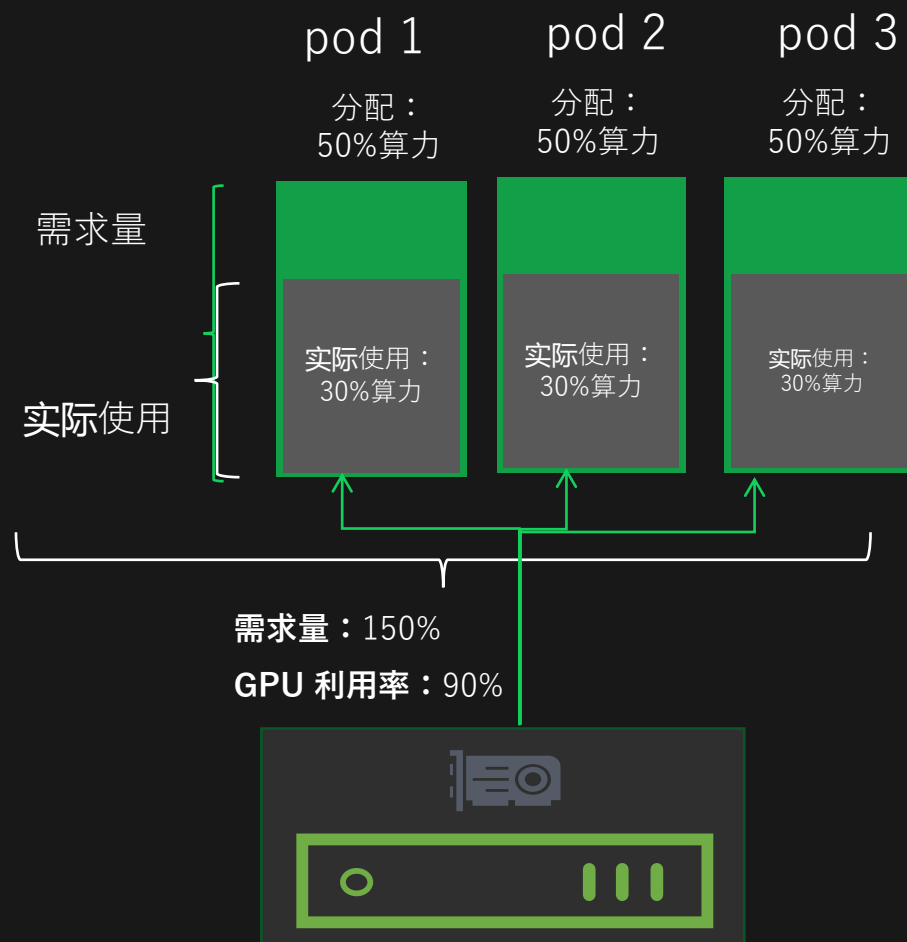 pod 1
pod 2
pod 3
分配：
50%算力
分配：
50%算力
分配：
50%算力
需求量
实际使用
实际使用：
30%算力
实际使用：
30%算力
实际使用：
30%算力
需求量：150%
GPU 利用率：90%